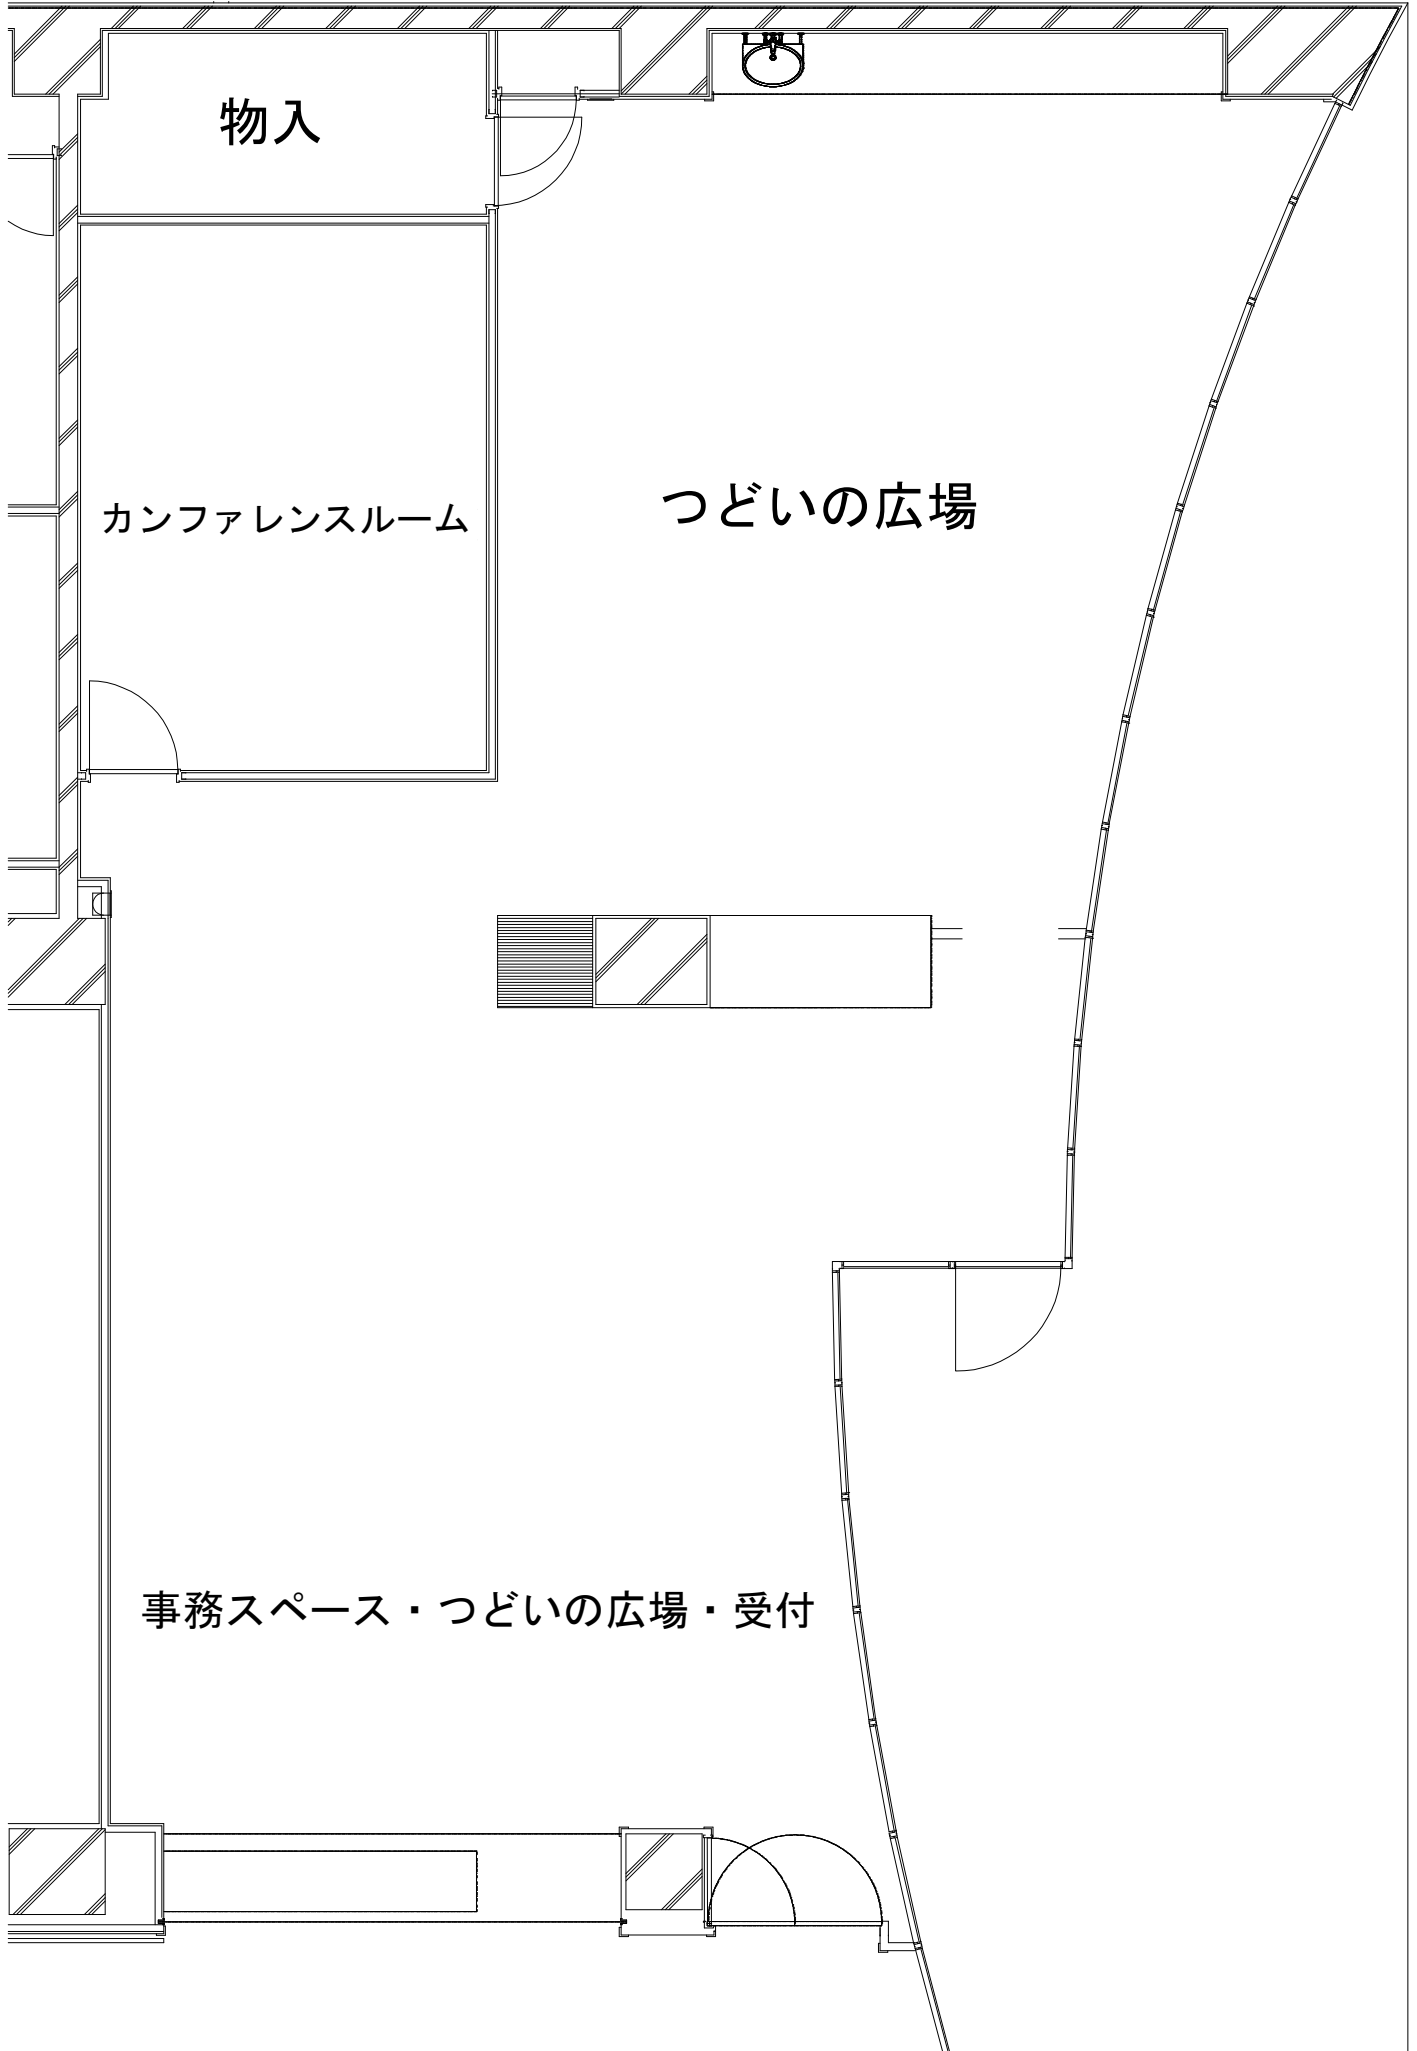 物入
カンファレンスルーム
つどいの広場
事務スペース・つどいの広場・受付